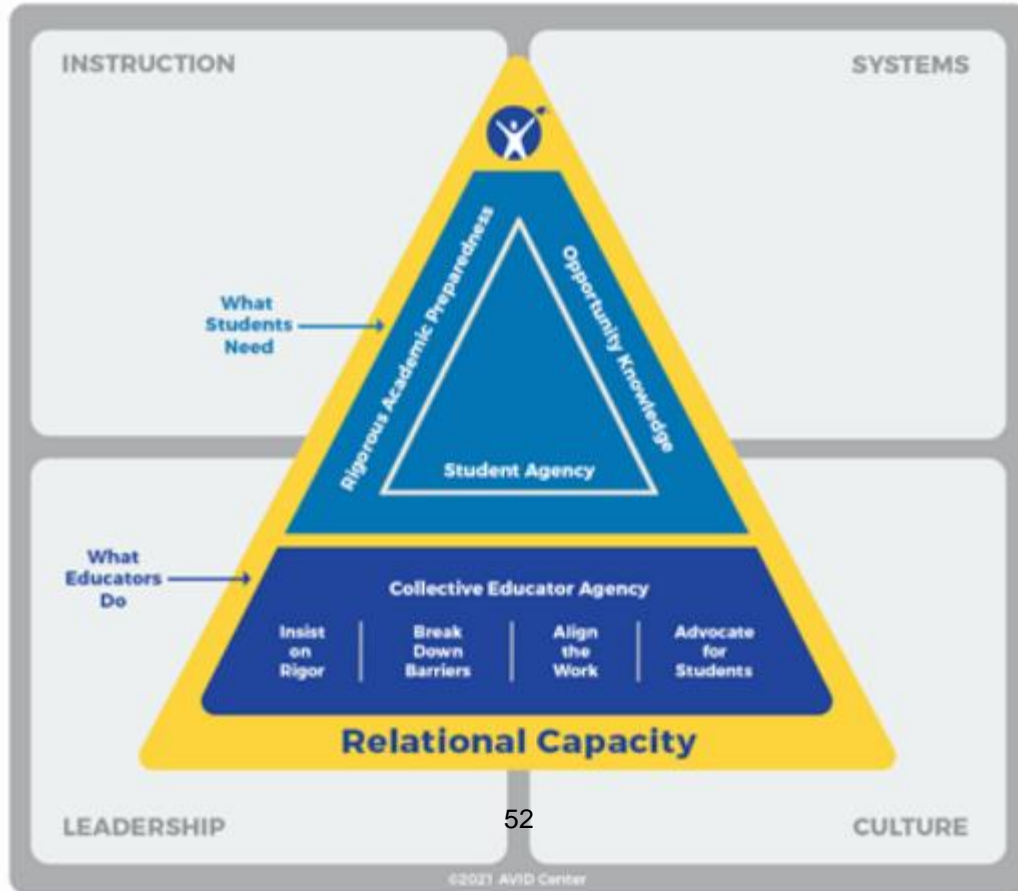 INSTRUCTION
SYSTEMS
What
Students
Need
Rigorous Academic Preparedness
Opportunity Knowledge
Student Agency
What
Educators
Do
Collective Educator Agency
Insist
on
Rigor
Break
Down
Barriers
Align
the
Work
Advocate
for
Students
Relational Capacity
LEADERSHIP
52
CULTURE
©2021 AVID Center